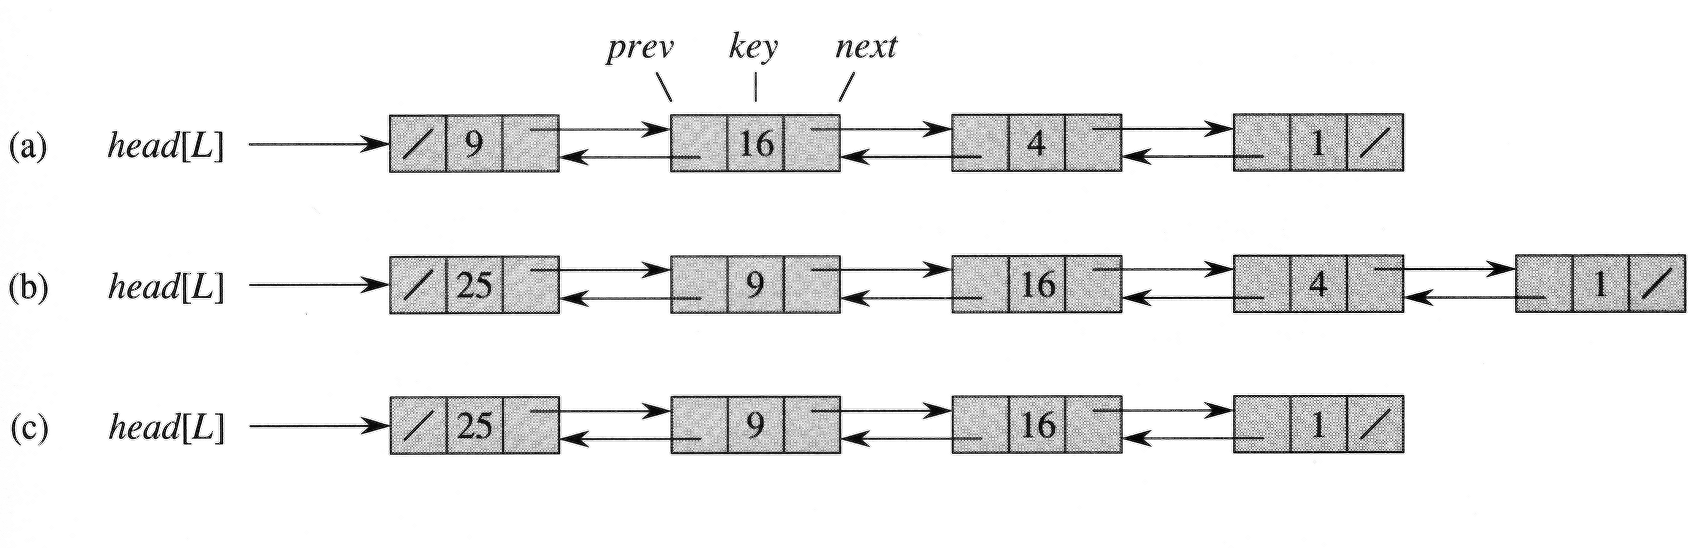 prev key next
(a) head[L] / 9 16 4 1 /
(b) head[L] / 25 9 16 4 1 /
(c) head[L] / 25 9 16 1 /